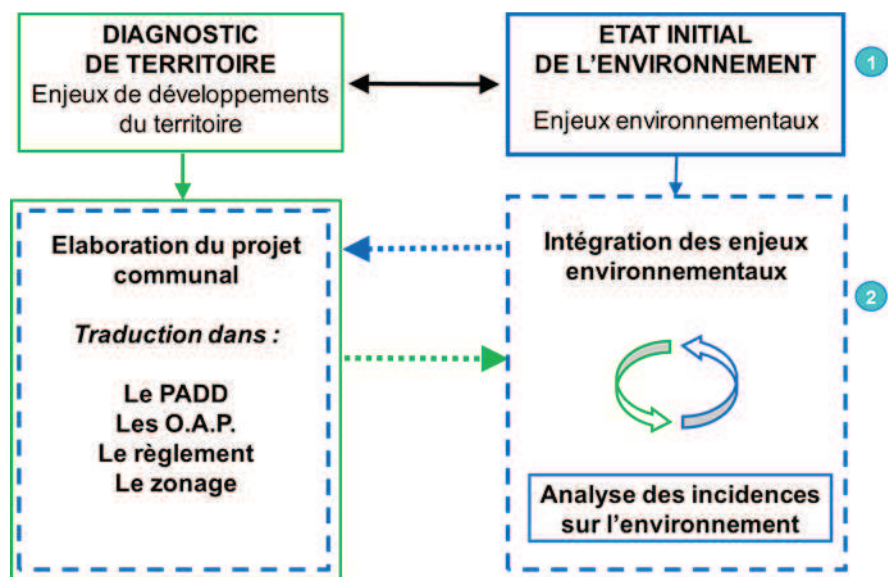 DIAGNOSTIC
DE TERRITOIRE
Enjeux de développements
du territoire
ETAT INITIAL
DE L'ENVIRONNEMENT
Enjeux environnementaux
1
Elaboration du projet
communal
Traduction dans :
Le PADD
Les O.A.P.
Le règlement
Le zonage
Intégration des enjeux
environnementaux
2
Analyse des incidences
sur l'environnement